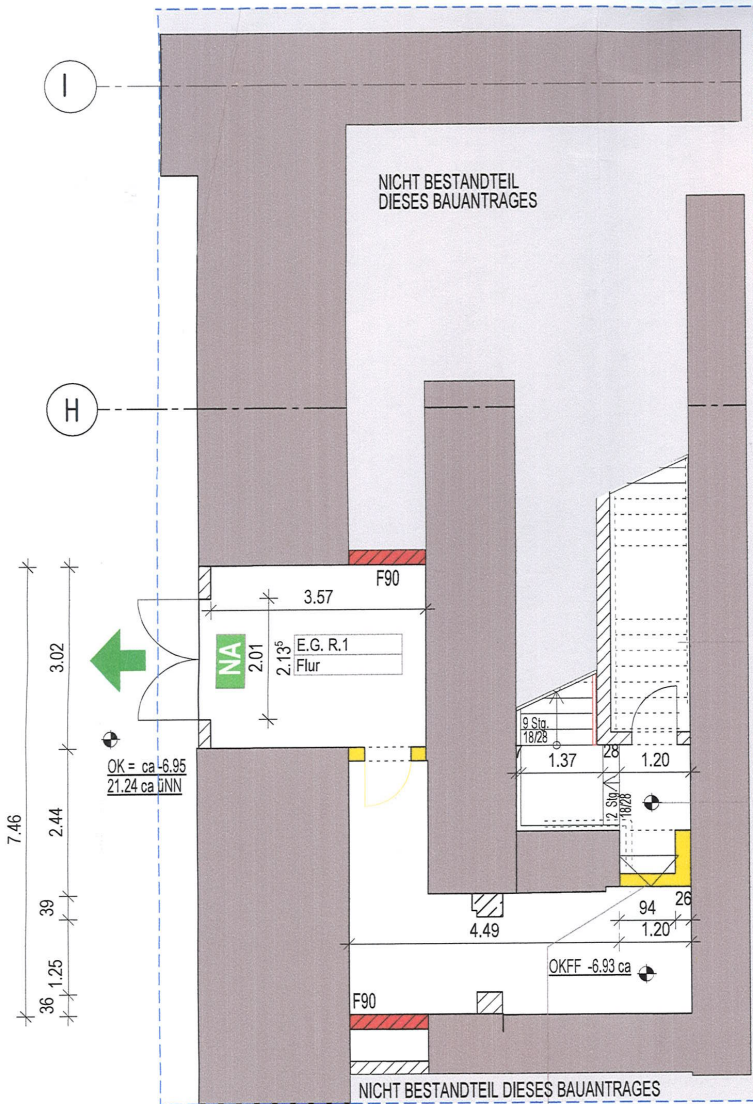 I
NICHT BESTANDTEIL
DIESES BAUANTRAGES
H
F90
3.57
NA
2.01
2.13⁵
E.G. R.1
Flur
3.02
7.46
OK = ca -6.95
21.24 ca üNN
2.44
39
1.25
36
9 Stg.
18/28
7
1.37
28
1.20
2 Stg.
18/28
94
26
1.20
4.49
OKFF -6.93 ca
F90
NICHT BESTANDTEIL DIESES BAUANTRAGES